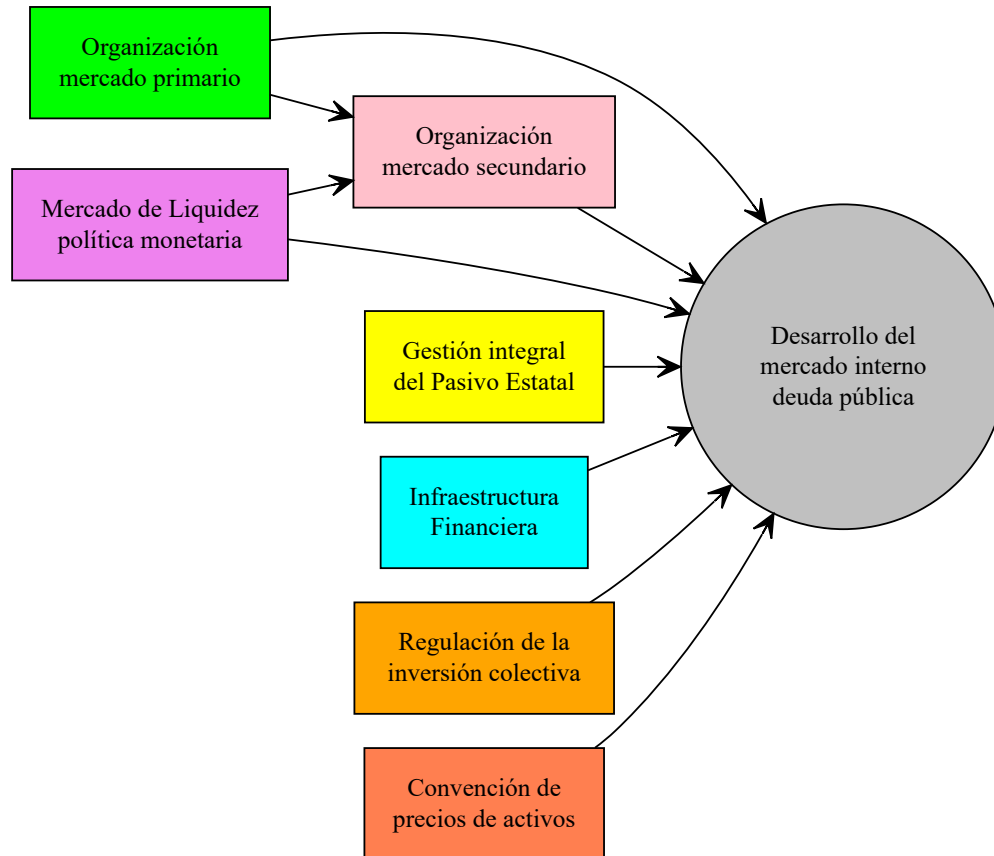 Organización
mercado primario
Organización
mercado secundario
Mercado de Liquidez
política monetaria
Desarrollo del
mercado interno
deuda pública
Gestión integral
del Pasivo Estatal
Infraestructura
Financiera
Regulación de la
inversión colectiva
Convención de
precios de activos